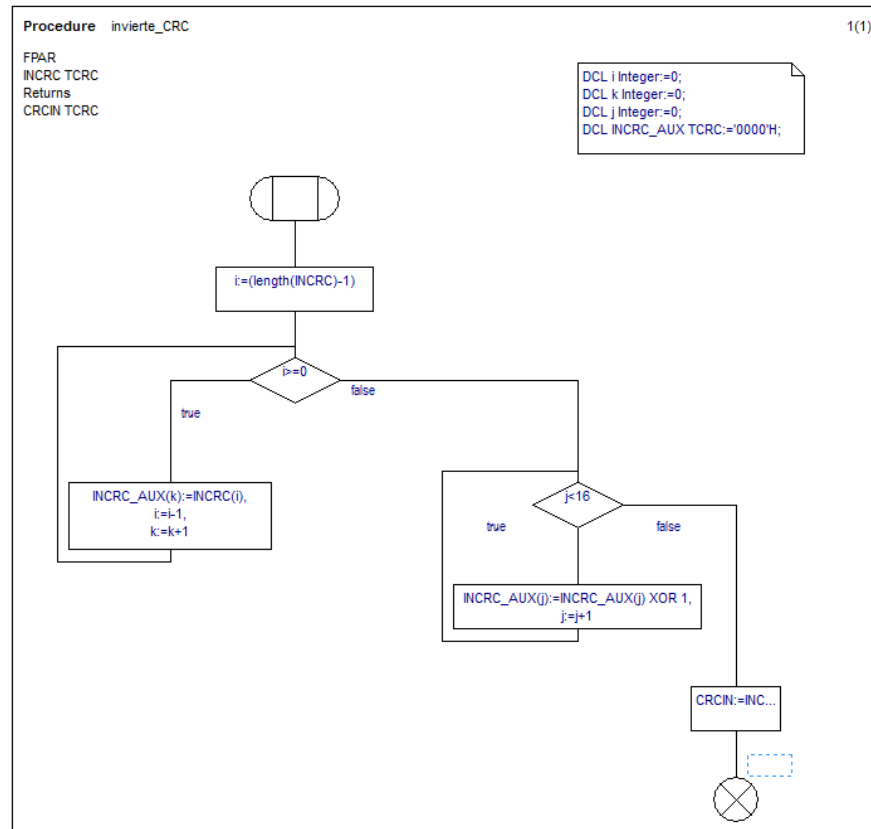 Procedure invierte_CRC
1(1)
FPAR
INCRC TCRC
Returns
CRCIN TCRC
DCL i Integer:=0;
DCL k Integer:=0;
DCL j Integer:=0;
DCL INCRC_AUX TCRC:='0000'H;
i:=(length(INCRC)-1)
i>=0
true
false
INCRC_AUX(k):=INCRC(i),
i:=i-1,
k:=k+1
j<16
true
false
INCRC_AUX(j):=INCRC_AUX(j) XOR 1,
j:=j+1
CRCIN:=INC...